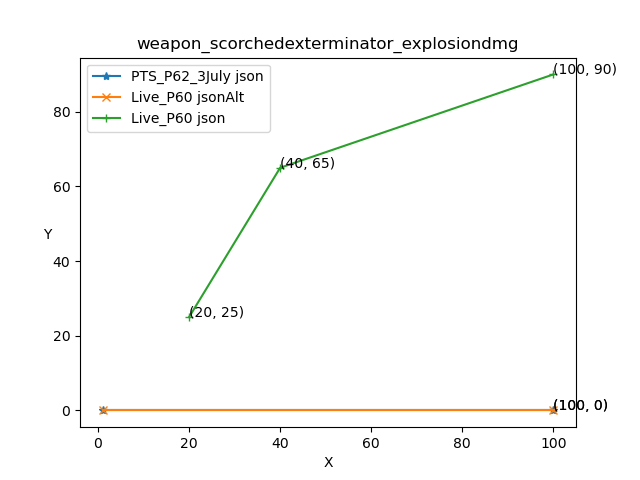 weapon_scorchedexterminator_explosiondmg
PTS_P62_3July json
Live_P60 jsonAlt
Live_P60 json
(100, 90)
(40, 65)
(20, 25)
(100, 0)
Y
80
60
40
20
0
0 20 40 60 80 100
X